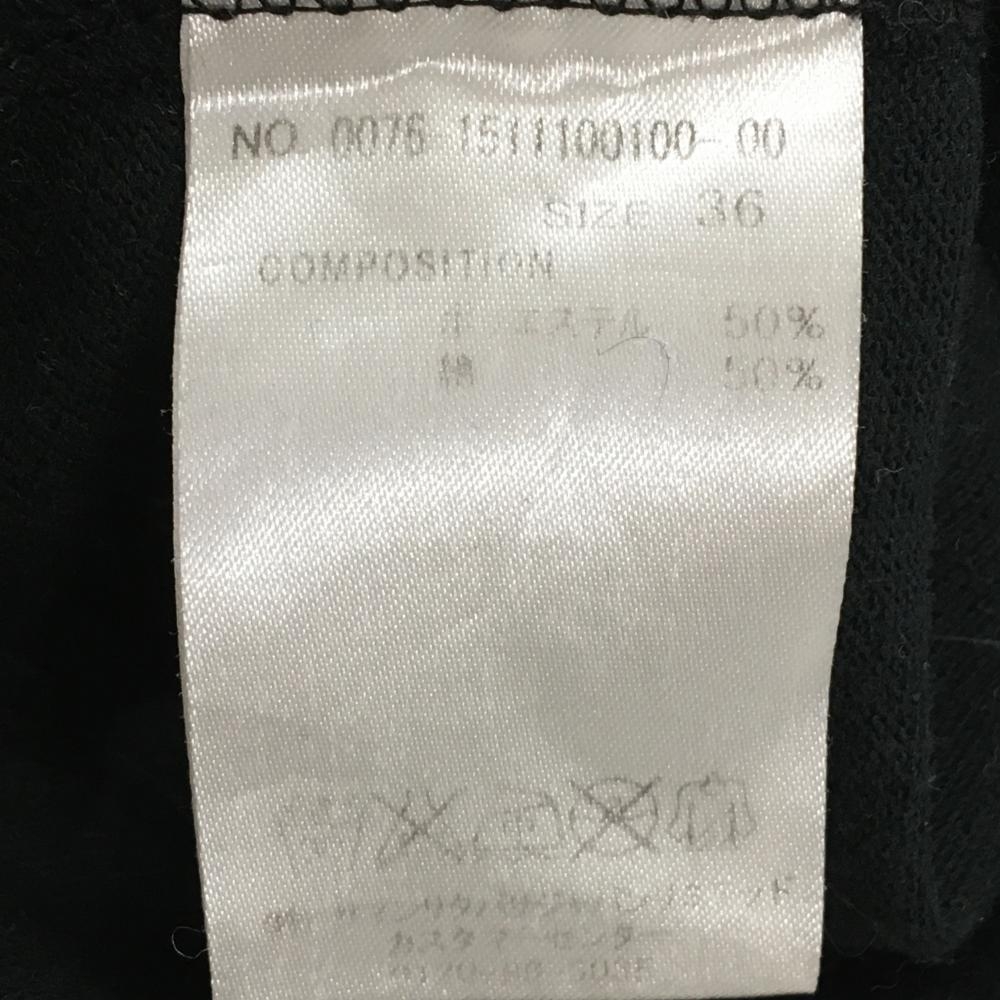 NO. 0076-1511100100-00
SIZE 36
COMPOSITION
ポリエステル 50%
綿 50%
カスタマーセンター